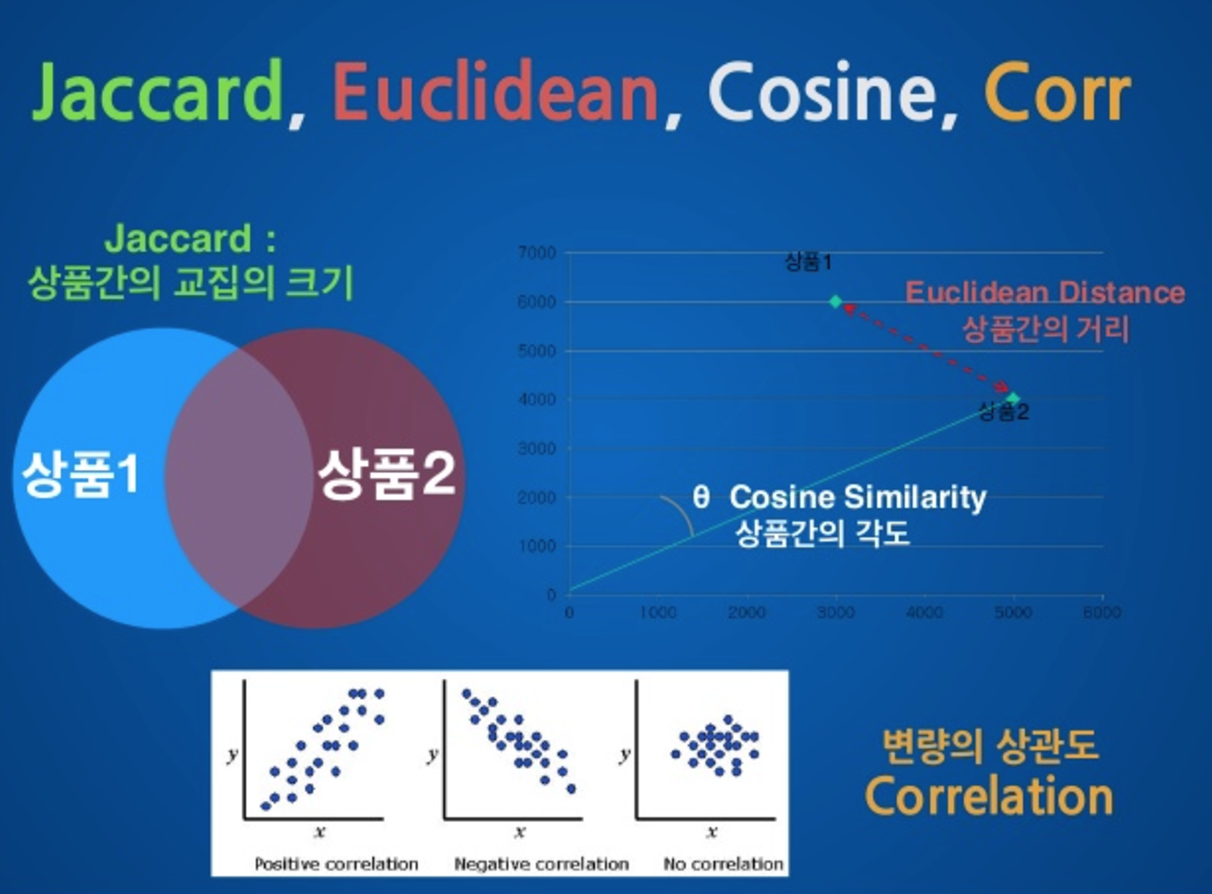 Jaccard, Euclidean, Cosine, Corr
Jaccard :
상품간의 교집의 크기
상품1
상품2
7000
6000
5000
4000
3000
2000
1000
0
0 1000 2000 3000 4000 5000 6000
상품1
Euclidean Distance
상품간의 거리
상품2
θ Cosine Similarity
상품간의 각도
y
x
Positive correlation
y
x
Negative correlation
y
x
No correlation
변량의 상관도
Correlation